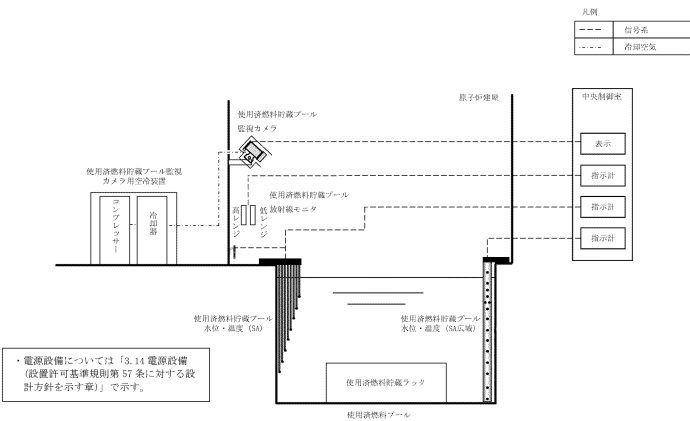 凡例
信号系
冷却空気
原子炉建屋
中央制御室
使用済燃料貯蔵プール
監視カメラ
表示
使用済燃料貯蔵プール監視
カメラ用空冷装置
指示計
コンプレッサー
冷却器
使用済燃料貯蔵プール
放射線モニタ
高レンジ
低レンジ
指示計
指示計
使用済燃料貯蔵プール
水位・温度 (SA)
使用済燃料貯蔵プール
水位・温度 (SA広域)
・電源設備については「3.14 電源設備
(設置許可基準規則第 57 条に対する設
計方針を示す章)」で示す。
使用済燃料貯蔵ラック
使用済燃料プール